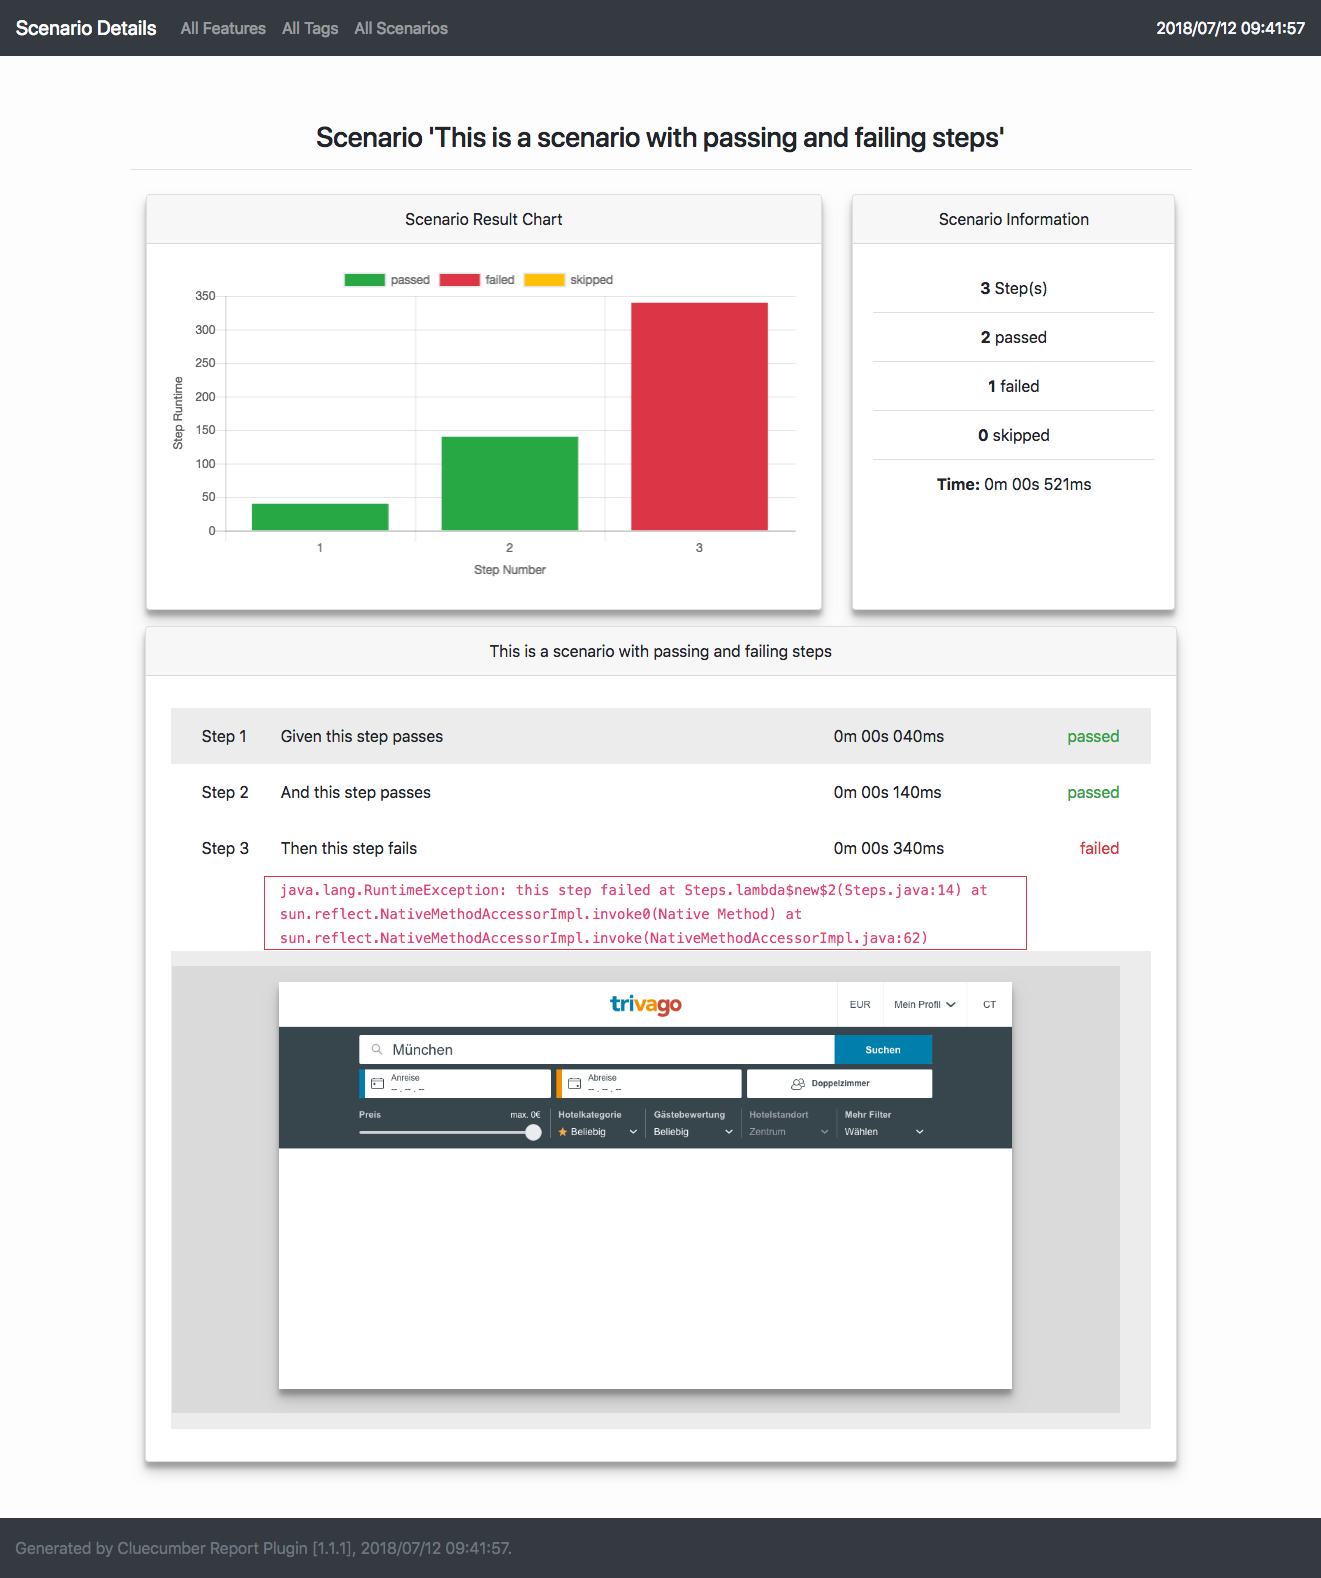 Scenario Details All Features All Tags All Scenarios 2018/07/12 09:41:57
Scenario 'This is a scenario with passing and failing steps'
Scenario Result Chart
passed failed skipped
350
300
250
200
150
100
50
0
Step Runtime
1 2 3
Step Number
Scenario Information
3 Step(s)
2 passed
1 failed
0 skipped
Time: 0m 00s 521ms
This is a scenario with passing and failing steps
Step 1 Given this step passes 0m 00s 040ms passed
Step 2 And this step passes 0m 00s 140ms passed
Step 3 Then this step fails 0m 00s 340ms failed
java.lang.RuntimeException: this step failed at Steps.lambda$new$2(Steps.java:14) at
sun.reflect.NativeMethodAccessorImpl.invoke0(Native Method) at
sun.reflect.NativeMethodAccessorImpl.invoke(NativeMethodAccessorImpl.java:62)
trivago EUR Mein Profil CT
München Suchen
Anreise Abreise Doppelzimmer
–.–.– –.–.–
Preis max. 0€ Hotelkategorie Gästebewertung Hotelstandort Mehr Filter
Beliebig Beliebig Zentrum Wählen
Generated by Cluecumber Report Plugin [1.1.1], 2018/07/12 09:41:57.